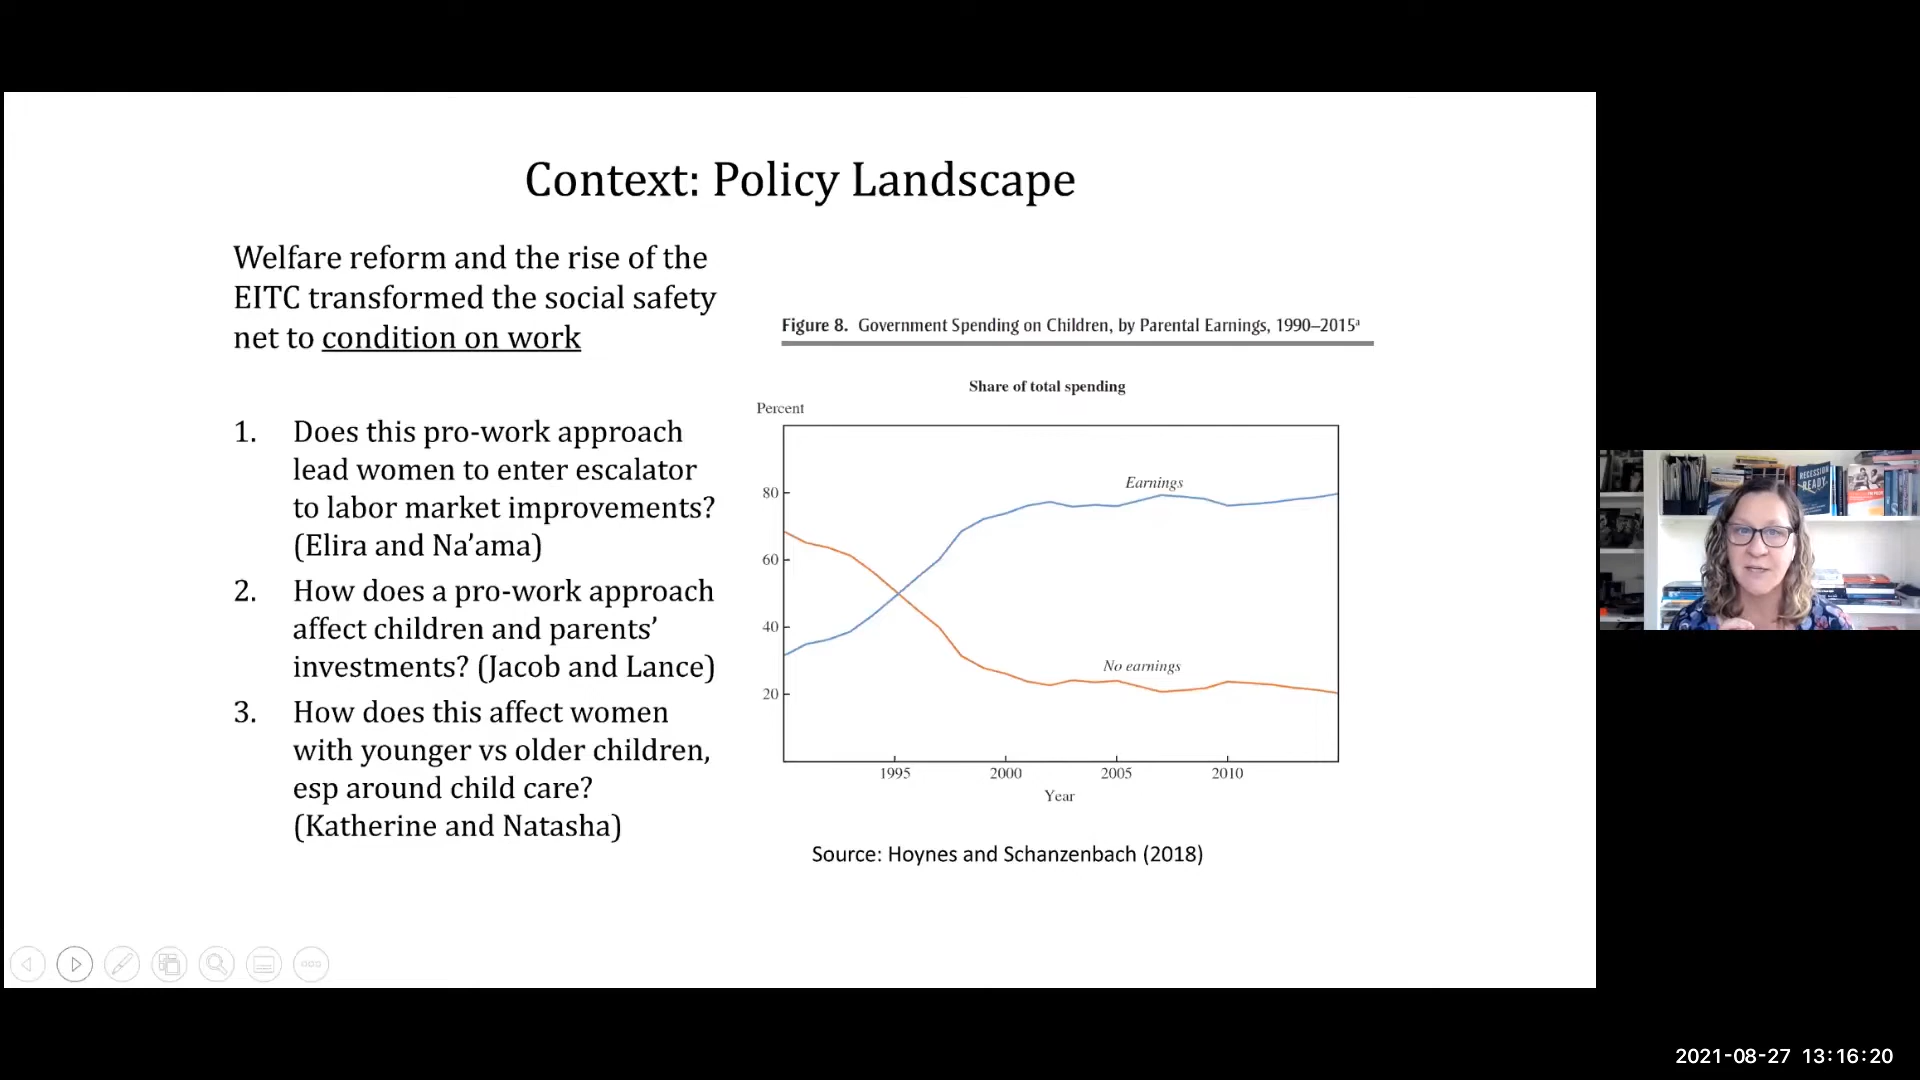 Context: Policy Landscape
Welfare reform and the rise of the
EITC transformed the social safety
net to condition on work
1. Does this pro-work approach
lead women to enter escalator
to labor market improvements?
(Elira and Na’ama)
2. How does a pro-work approach
affect children and parents’
investments? (Jacob and Lance)
3. How does this affect women
with younger vs older children,
esp around child care?
(Katherine and Natasha)
Figure 8. Government Spending on Children, by Parental Earnings, 1990–2015ª
Share of total spending
Percent
80
60
40
20
Earnings
No earnings
1995 2000 2005 2010
Year
Source: Hoynes and Schanzenbach (2018)
RECESSION
READY
2021-08-27 13:16:20